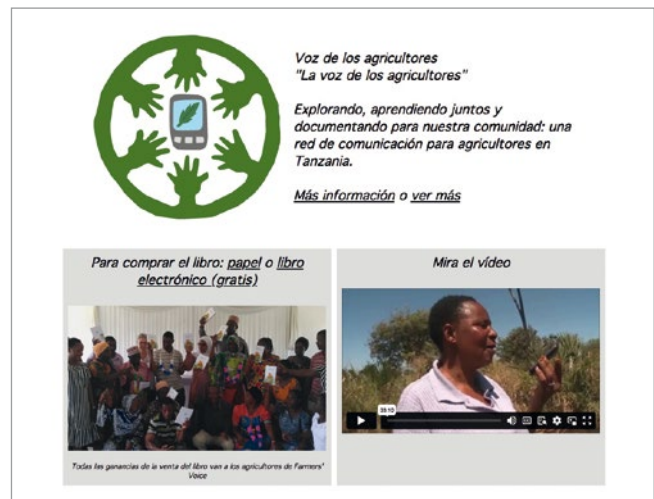 Voz de los agricultores
"La voz de los agricultores"
Explorando, aprendiendo juntos y
documentando para nuestra comunidad: una
red de comunicación para agricultores en
Tanzania.
Más información o ver más
Para comprar el libro: papel o libro
electrónico (gratis)
Todas las ganancias de la venta del libro van a los agricultores de Farmers'
Voice
Mira el vídeo
09:10